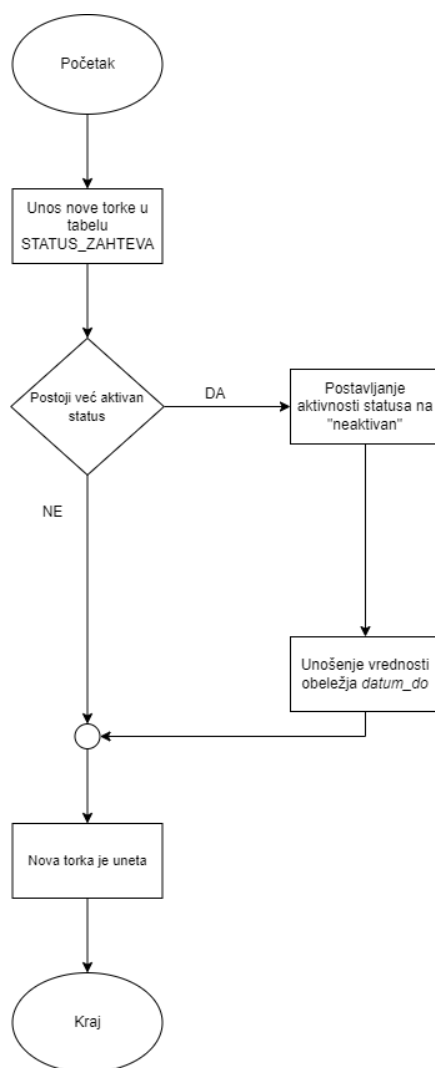 Početak
Unos nove torke u
tabelu
STATUS_ZAHTEVA
Postoji već aktivan
status
DA
Postavljanje
aktivnosti statusa na
"neaktivan"
NE
Unošenje vrednosti
obeležja datum_do
Nova torka je uneta
Kraj